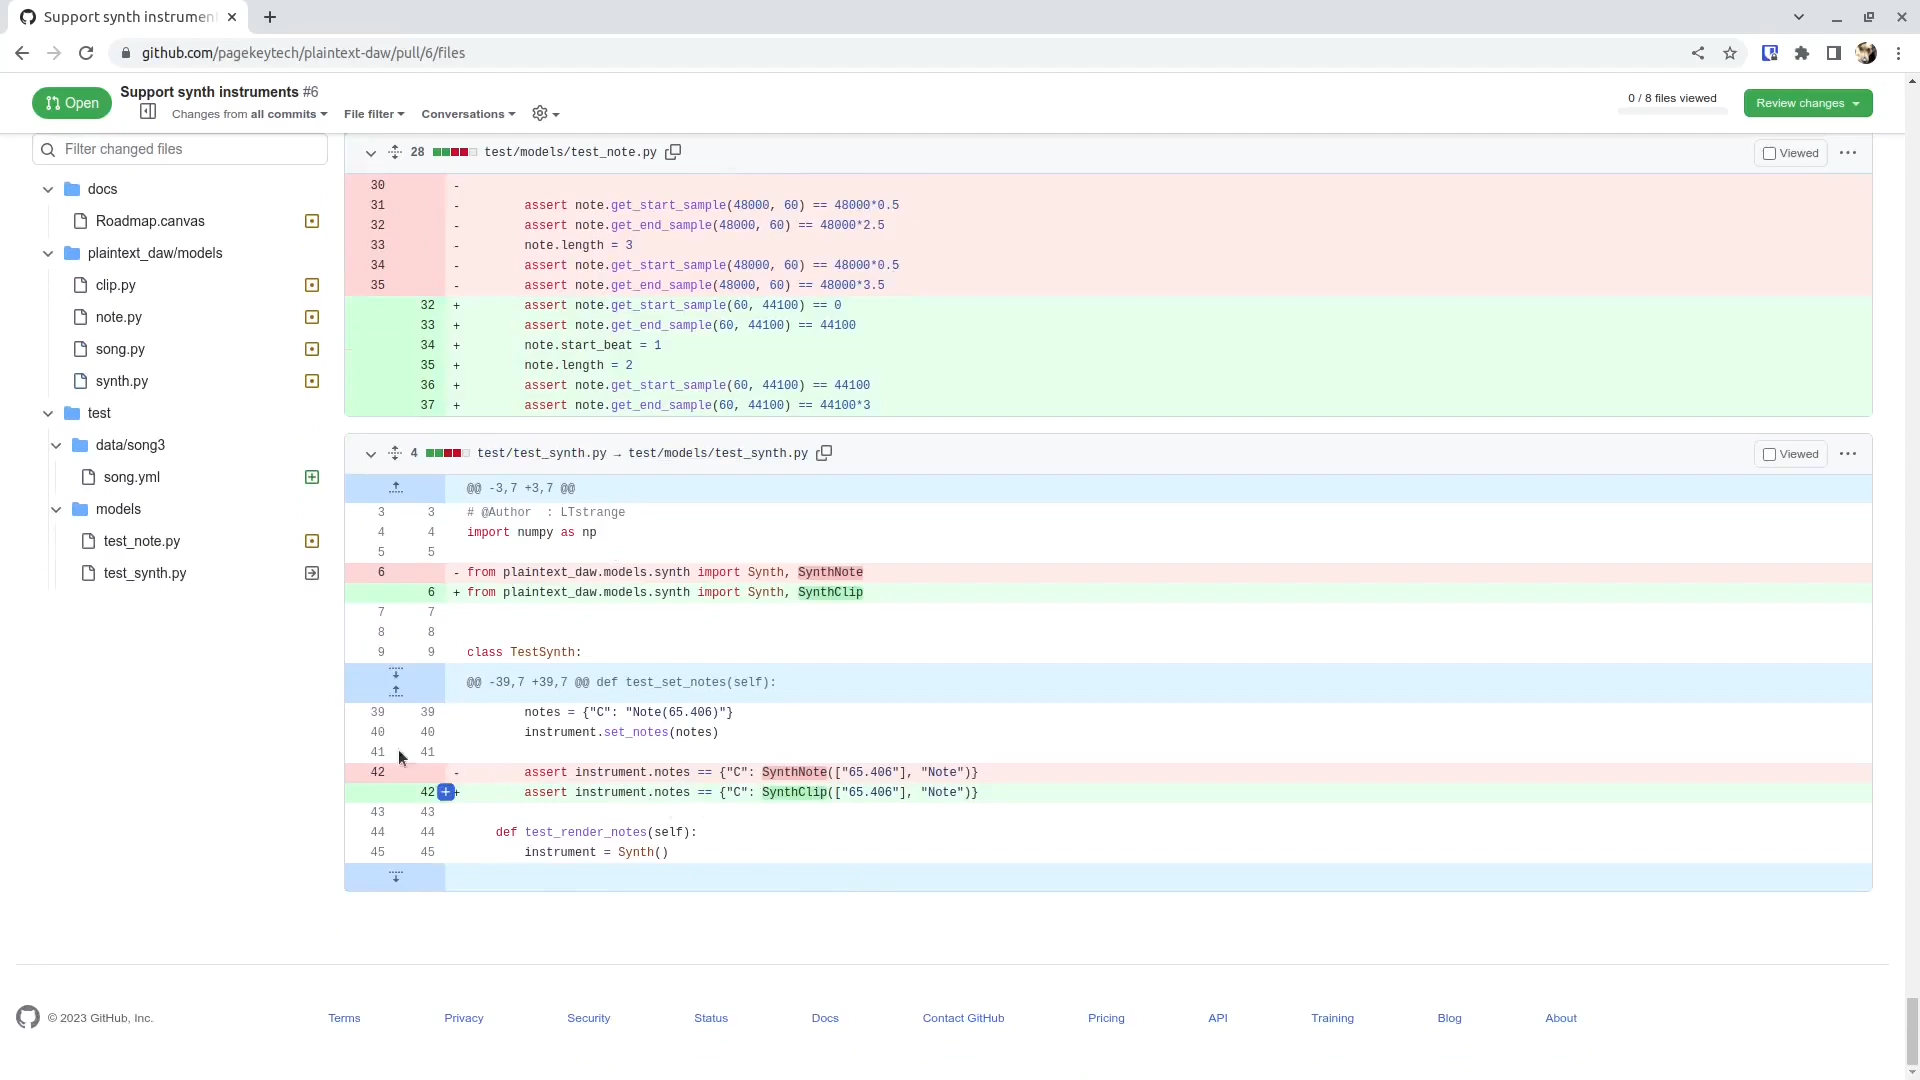 Support synth instrumen
github.com/pagekeytech/plaintext-daw/pull/6/files
Open
Support synth instruments #6
Changes from all commits
File filter
Conversations
0 / 8 files viewed
Review changes
Filter changed files
docs
Roadmap.canvas
plaintext_daw/models
clip.py
note.py
song.py
synth.py
test
data/song3
song.yml
models
test_note.py
test_synth.py
28 test/models/test_note.py
Viewed
30 -
31 - assert note.get_start_sample(48000, 60) == 48000*0.5
32 - assert note.get_end_sample(48000, 60) == 48000*2.5
33 - note.length = 3
34 - assert note.get_start_sample(48000, 60) == 48000*0.5
35 - assert note.get_end_sample(48000, 60) == 48000*3.5
32 + assert note.get_start_sample(60, 44100) == 0
33 + assert note.get_end_sample(60, 44100) == 44100
34 + note.start_beat = 1
35 + note.length = 2
36 + assert note.get_start_sample(60, 44100) == 44100
37 + assert note.get_end_sample(60, 44100) == 44100*3
4 test/test_synth.py → test/models/test_synth.py
Viewed
@@ -3,7 +3,7 @@
3 3 # @Author : LTstrange
4 4 import numpy as np
5 5
6 - from plaintext_daw.models.synth import Synth, SynthNote
6 + from plaintext_daw.models.synth import Synth, SynthClip
7 7
8 8
9 9 class TestSynth:
@@ -39,7 +39,7 @@ def test_set_notes(self):
39 39 notes = {"C": "Note(65.406)"}
40 40 instrument.set_notes(notes)
41 41
42 - assert instrument.notes == {"C": SynthNote(["65.406"], "Note")}
42 + assert instrument.notes == {"C": SynthClip(["65.406"], "Note")}
43 43
44 44 def test_render_notes(self):
45 45 instrument = Synth()
© 2023 GitHub, Inc.
Terms
Privacy
Security
Status
Docs
Contact GitHub
Pricing
API
Training
Blog
About